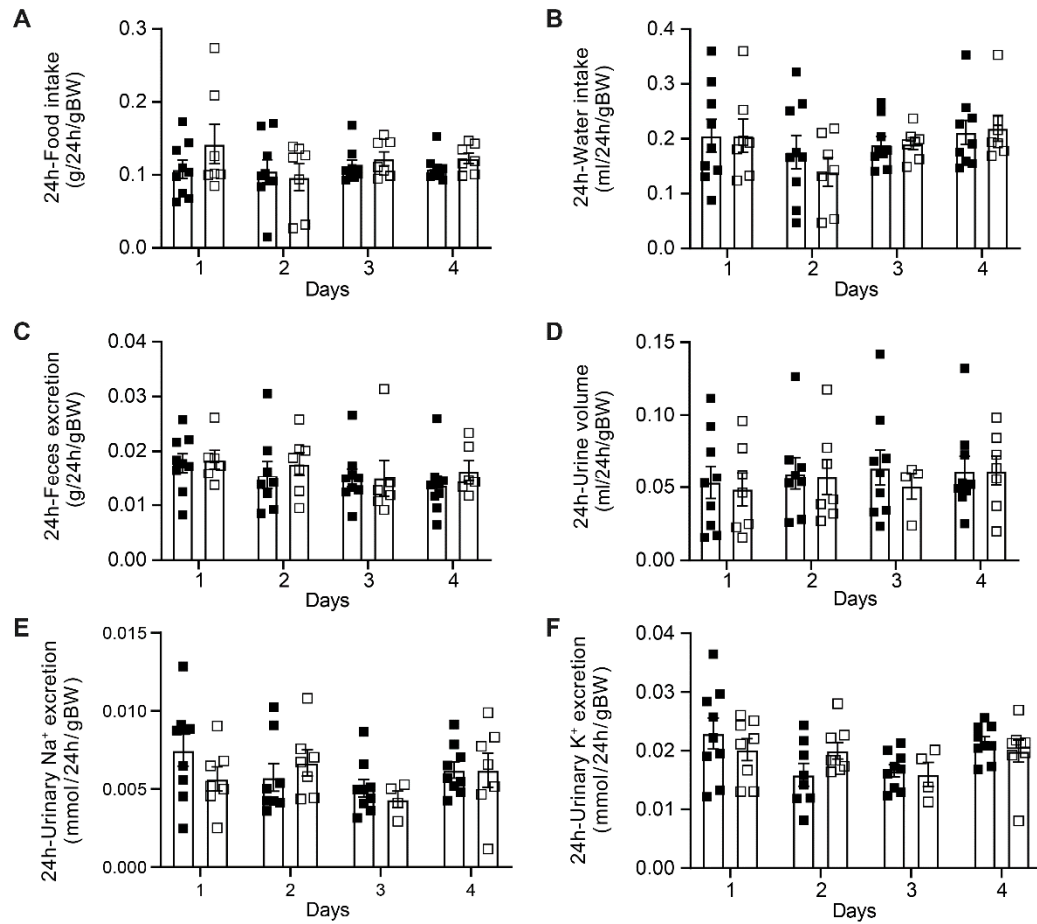 A
24h-Food intake
(g/24h/gBW)
0.3
0.2
0.1
0.0
1 2 3 4
Days
B
24h-Water intake
(ml/24h/gBW)
0.4
0.3
0.2
0.1
0.0
1 2 3 4
Days
C
24h-Feces excretion
(g/24h/gBW)
0.04
0.03
0.02
0.01
0.00
1 2 3 4
Days
D
24h-Urine volume
(ml/24h/gBW)
0.15
0.10
0.05
0.00
1 2 3 4
Days
E
24h-Urinary Na⁺ excretion
(mmol/24h/gBW)
0.015
0.010
0.005
0.000
1 2 3 4
Days
F
24h-Urinary K⁺ excretion
(mmol/24h/gBW)
0.04
0.03
0.02
0.01
0.00
1 2 3 4
Days